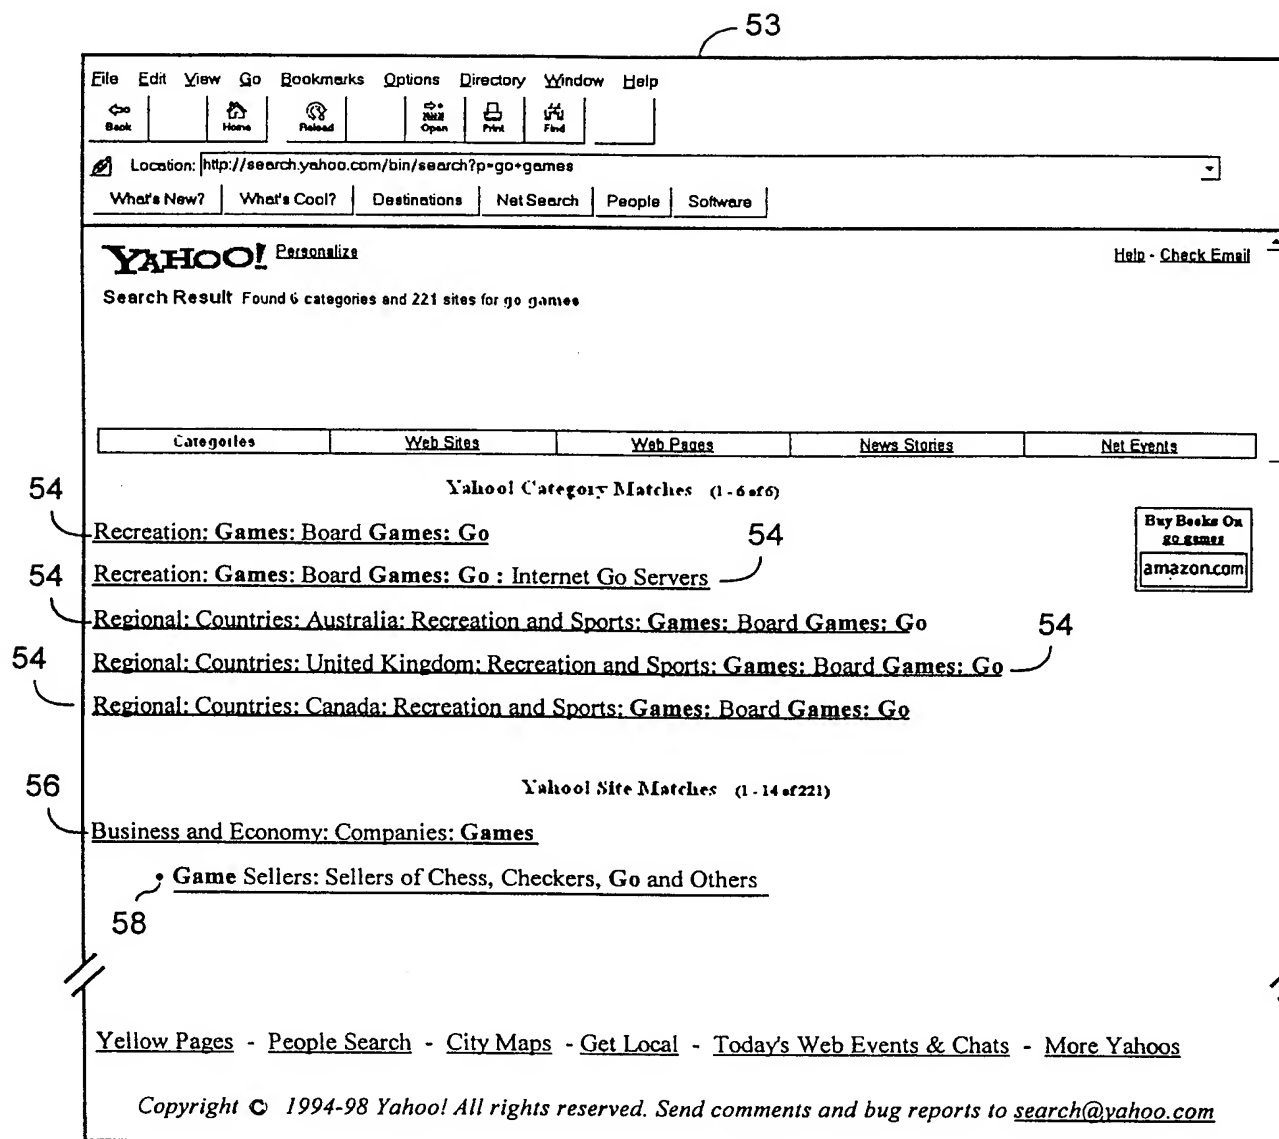 53
File Edit View Go Bookmarks Options Directory Window Help
Back Home Reload Open Print Find
Location: http://search.yahoo.com/bin/search?p=go+games
What's New? What's Cool? Destinations Net Search People Software
YAHOO! Personalize Help - Check Email
Search Result Found 6 categories and 221 sites for go games
Categories Web Sites Web Pages News Stories Net Events
54 Yahoo! Category Matches (1 - 6 of 6)
Recreation: Games: Board Games: Go 54 Buy Books On
go games
54 Recreation: Games: Board Games: Go : Internet Go Servers amazon.com
Regional: Countries: Australia: Recreation and Sports: Games: Board Games: Go 54
54 Regional: Countries: United Kingdom: Recreation and Sports: Games: Board Games: Go
Regional: Countries: Canada: Recreation and Sports: Games: Board Games: Go
56 Yahoo! Site Matches (1 - 14 of 221)
Business and Economy: Companies: Games
• Game Sellers: Sellers of Chess, Checkers, Go and Others
58
Yellow Pages - People Search - City Maps - Get Local - Today's Web Events & Chats - More Yahoos
Copyright © 1994-98 Yahoo! All rights reserved. Send comments and bug reports to search@yahoo.com